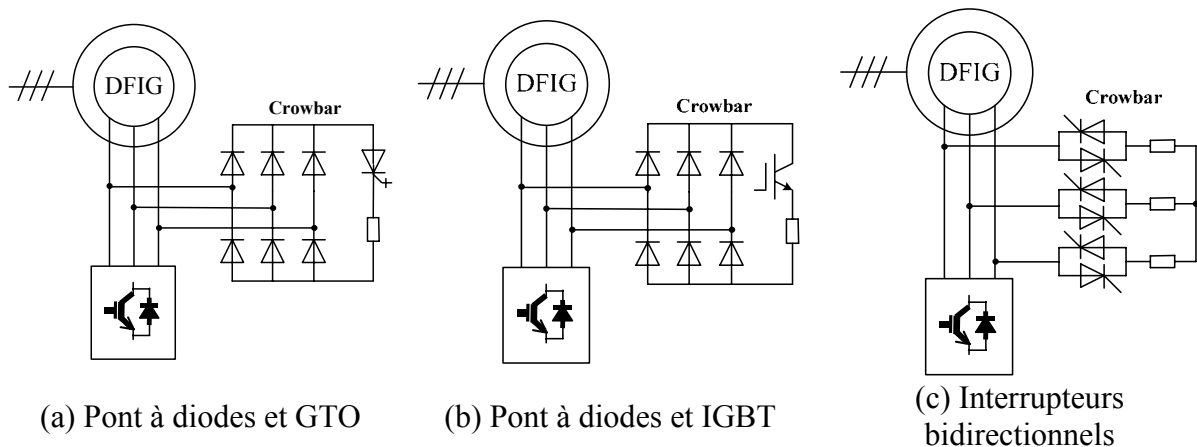 DFIG
Crowbar
(a) Pont à diodes et GTO
DFIG
Crowbar
(b) Pont à diodes et IGBT
DFIG
Crowbar
(c) Interrupteurs
bidirectionnels